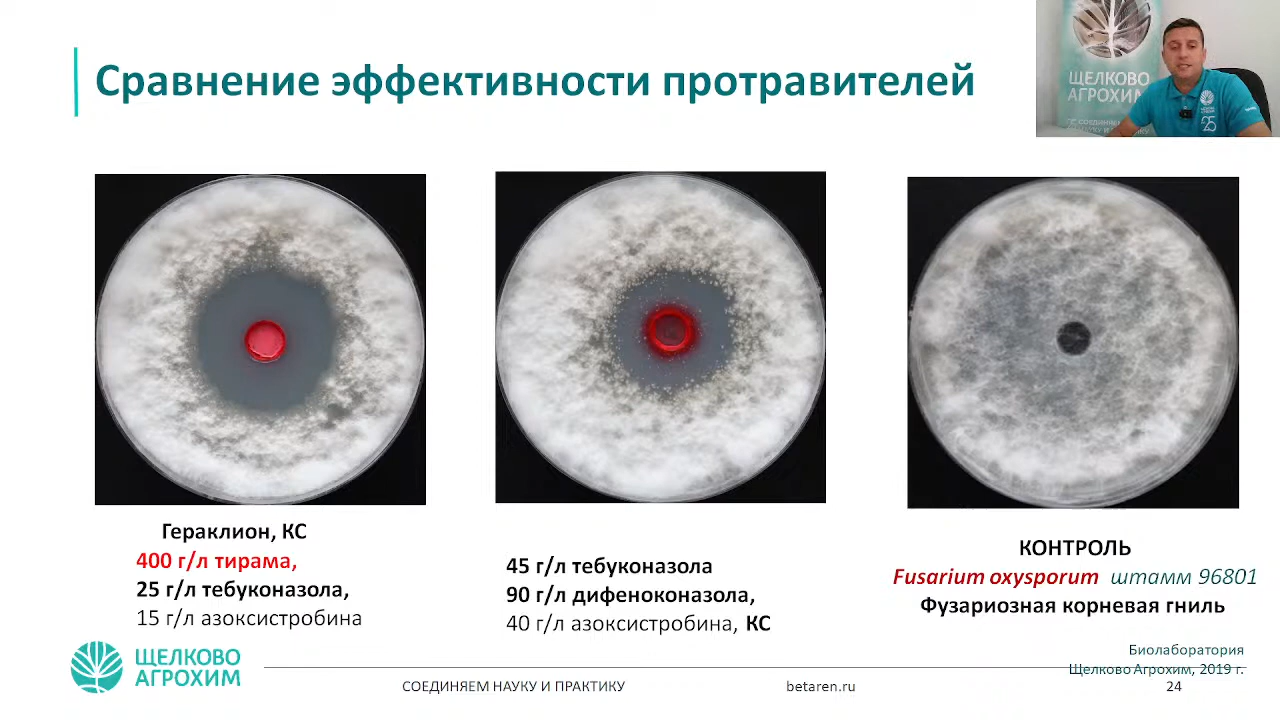 Сравнение эффективности протравителей
ЩЕЛКОВО
АГРОХИМ
25
Гераклион, КС
400 г/л тирама,
25 г/л тебуконазола,
15 г/л азоксистробина
45 г/л тебуконазола
90 г/л дифеноконазола,
40 г/л азоксистробина, КС
КОНТРОЛЬ
Fusarium oxysporum штамм 96801
Фузариозная корневая гниль
Биолаборатория
Щелково Агрохим, 2019 г.
ЩЕЛКОВО
АГРОХИМ
СОЕДИНЯЕМ НАУКУ И ПРАКТИКУ
betaren.ru
24